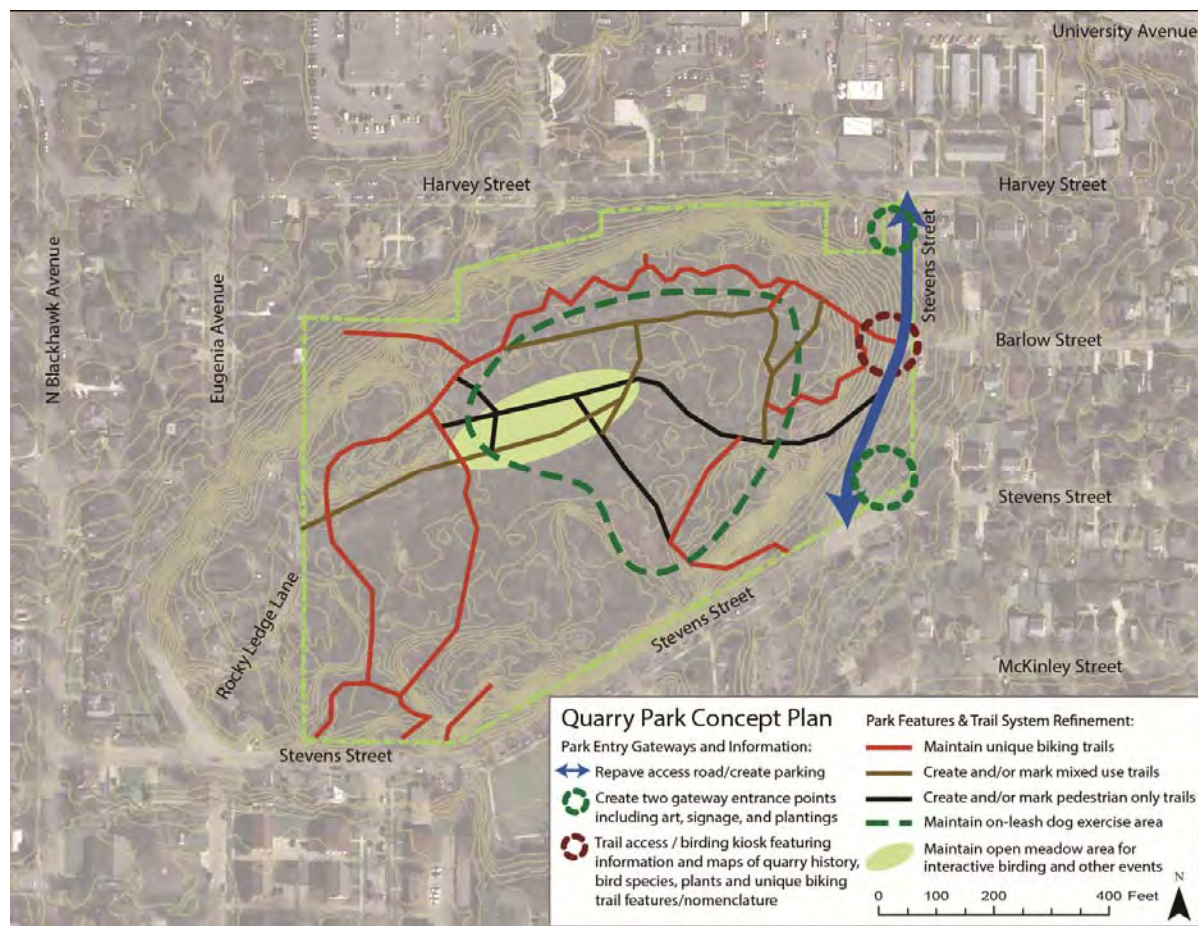 University Avenue
Harvey Street
Harvey Street
Stevens Street
N Blackhawk Avenue
Eugenia Avenue
Barlow Street
Stevens Street
Rocky Ledge Lane
Stevens Street
McKinley Street
Stevens Street
Quarry Park Concept Plan
Park Entry Gateways and Information:
Repave access road/create parking
Create two gateway entrance points
including art, signage, and plantings
Trail access / birding kiosk featuring
information and maps of quarry history,
bird species, plants and unique biking
trail features/nomenclature
Park Features & Trail System Refinement:
Maintain unique biking trails
Create and/or mark mixed use trails
Create and/or mark pedestrian only trails
Maintain on-leash dog exercise area
Maintain open meadow area for
interactive birding and other events
0 100 200 400 Feet
N